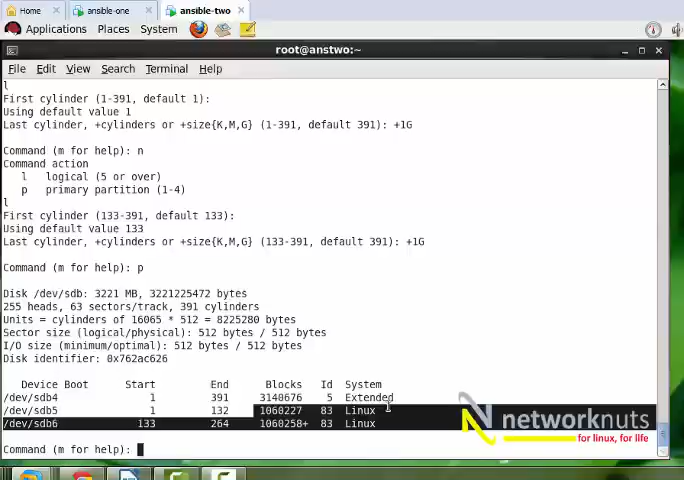 Home ansible-one ansible-two
Applications Places System
root@anstwo:~
File Edit View Search Terminal Help
l
First cylinder (1-391, default 1):
Using default value 1
Last cylinder, +cylinders or +size{K,M,G} (1-391, default 391): +1G
Command (m for help): n
Command action
l logical (5 or over)
p primary partition (1-4)
l
First cylinder (133-391, default 133):
Using default value 133
Last cylinder, +cylinders or +size{K,M,G} (133-391, default 391): +1G
Command (m for help): p
Disk /dev/sdb: 3221 MB, 3221225472 bytes
255 heads, 63 sectors/track, 391 cylinders
Units = cylinders of 16065 * 512 = 8225280 bytes
Sector size (logical/physical): 512 bytes / 512 bytes
I/O size (minimum/optimal): 512 bytes / 512 bytes
Disk identifier: 0x762ac626
Device Boot Start End Blocks Id System
/dev/sdb4 1 391 3140676 5 Extended
/dev/sdb5 1 132 1060227 83 Linux
/dev/sdb6 133 264 1060258+ 83 Linux
Command (m for help):
networknuts
for linux, for life